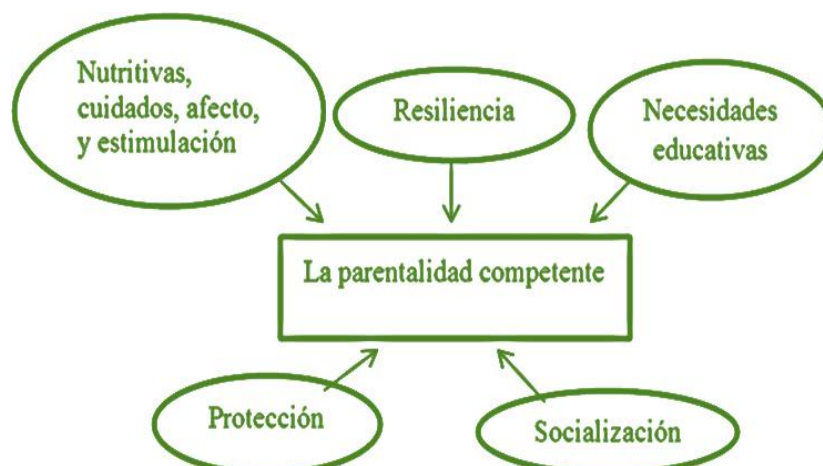 Nutritivas,
cuidados, afecto,
y estimulación
Resiliencia
Necesidades
educativas
La parentalidad competente
Protección
Socialización